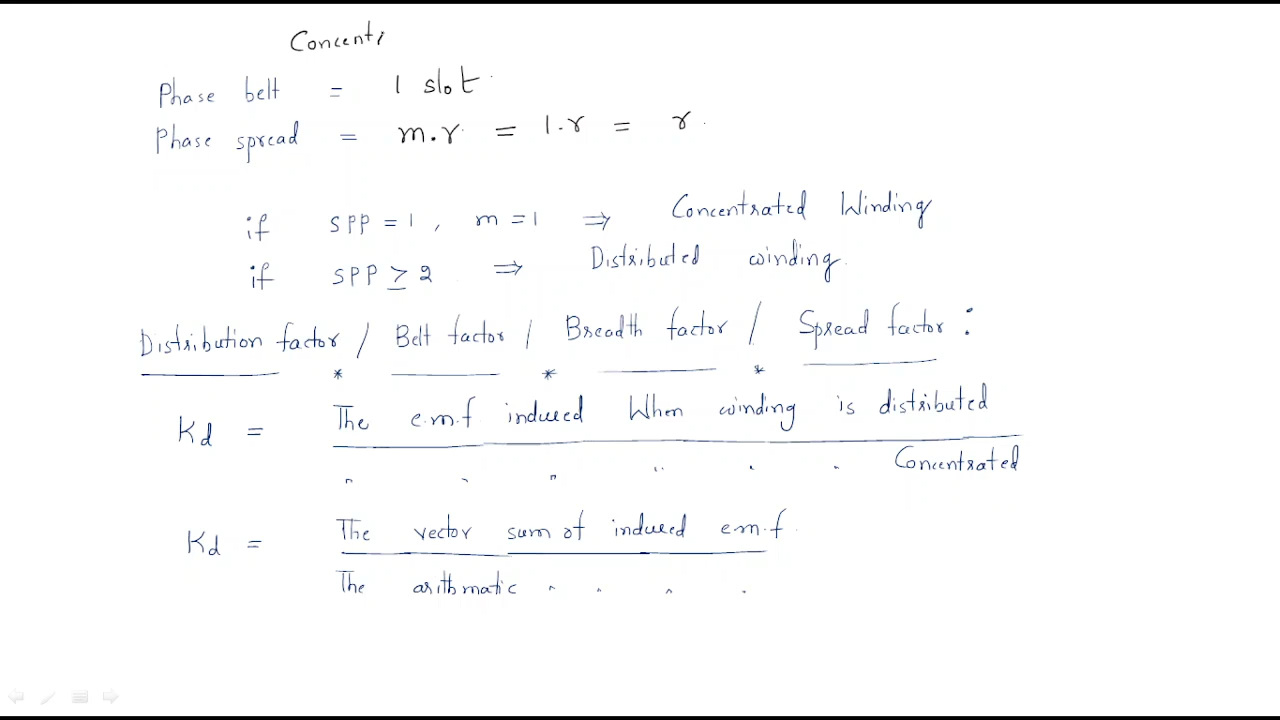 Concent
Phase belt = 1 slot.
Phase spread = m.r = 1.r = r.
if SPP = 1, m = 1 ⇒ Concentrated Winding
if SPP ≥ 2 ⇒ Distributed winding.
Distribution factor / Belt factor / Breadth factor / Spread factor :
* * *
Kd = The e.m.f induced When winding is distributed
" " " " " " Concentrated
Kd = The vector sum of induced e.m.f.
The arithmatic " " " "